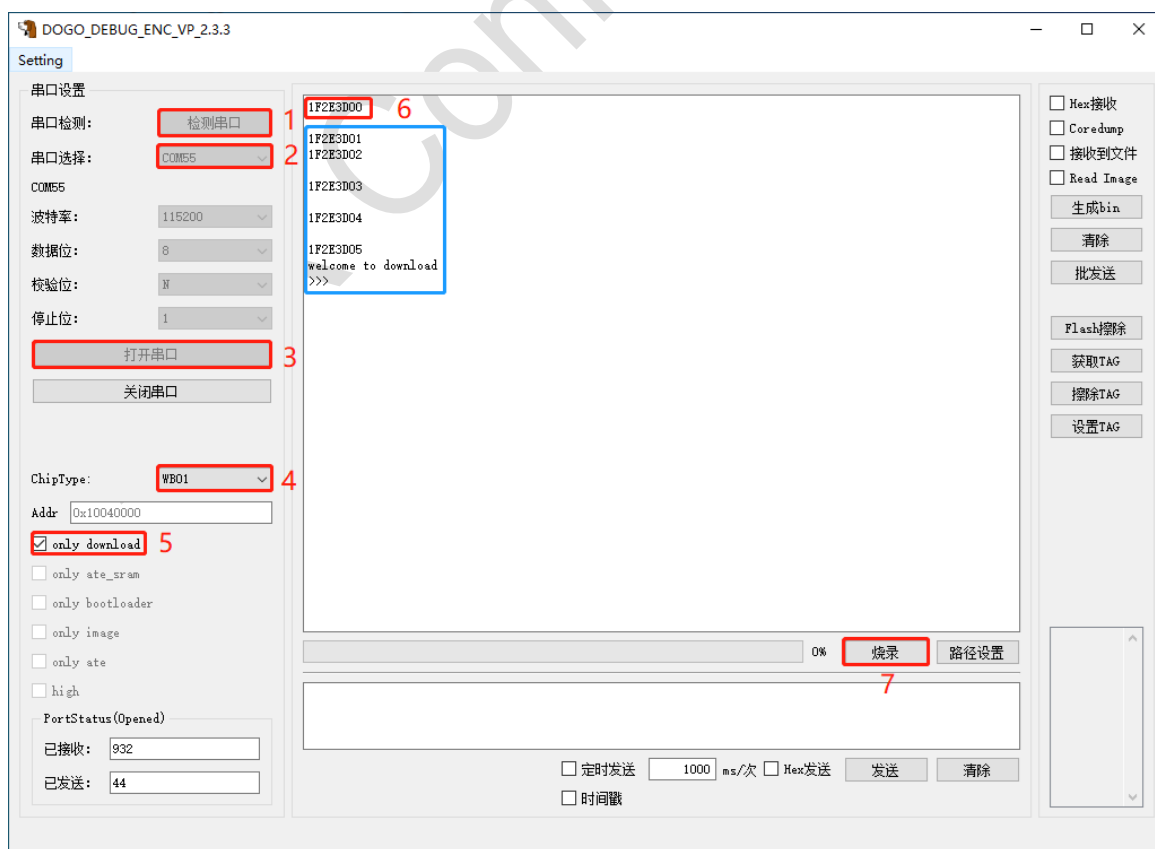 DOGO_DEBUG_ENC_VP_2.3.3
Setting
串口设置
串口检测:
检测串口
1
串口选择:
COM55
2
COM55
波特率:
115200
数据位:
8
校验位:
N
停止位:
1
打开串口
3
关闭串口
ChipType:
WB01
4
Addr 0x10040000
only download
5
only ate_sram
only bootloader
only image
only ate
high
PortStatus(Opened)
已接收: 932
已发送: 44
1F2E3D00
6
1F2E3D01
1F2E3D02
1F2E3D03
1F2E3D04
1F2E3D05
welcome to download
>>>
0%
烧录
路径设置
7
定时发送 1000 ms/次 Hex发送 发送 清除
时间戳
Hex接收
Coredump
接收到文件
Read Image
生成bin
清除
批发送
Flash擦除
获取TAG
擦除TAG
设置TAG
Com